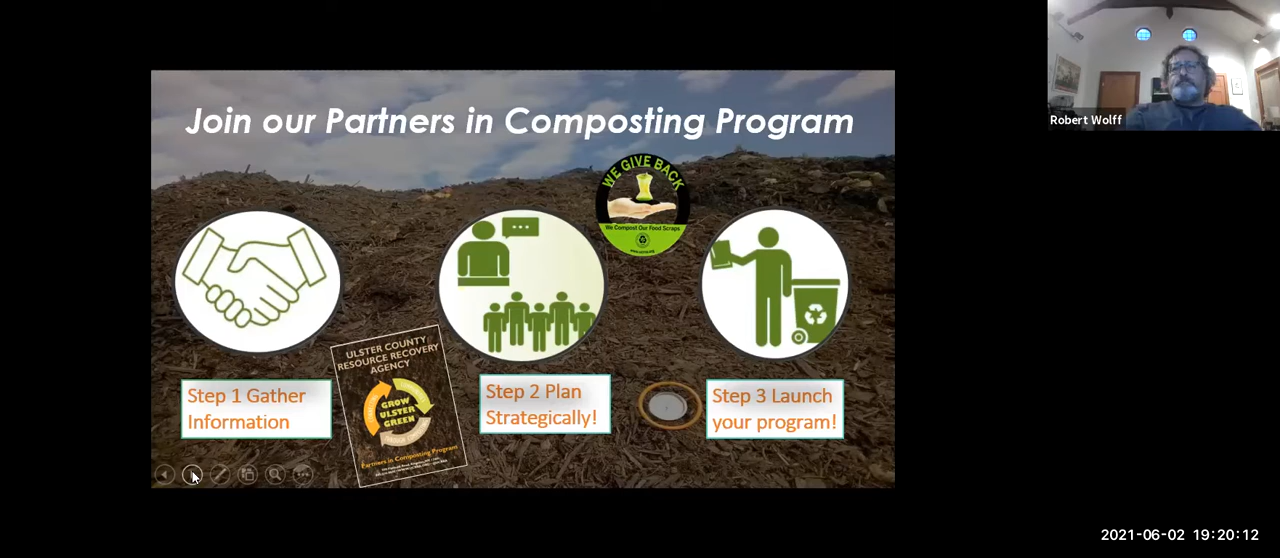 Join our Partners in Composting Program
WE GIVE BACK
We Compost Our Food Scraps
ULSTER COUNTY
RESOURCE RECOVERY
AGENCY
GROW
ULSTER
GREEN
Partners in Composting Program
Step 1 Gather
Information
Step 2 Plan
Strategically!
Step 3 Launch
your program!
Robert Wolff
2021-06-02 19:20:12